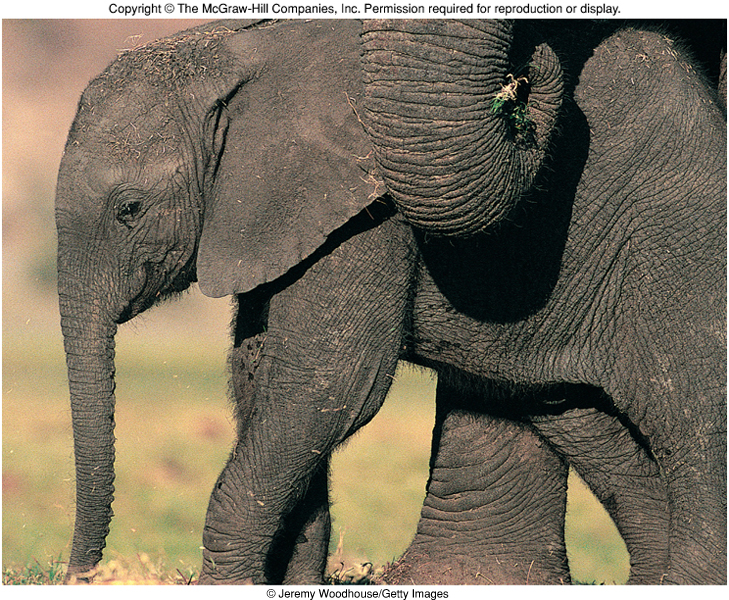 Copyright © The McGraw-Hill Companies, Inc. Permission required for reproduction or display.
© Jeremy Woodhouse/Getty Images